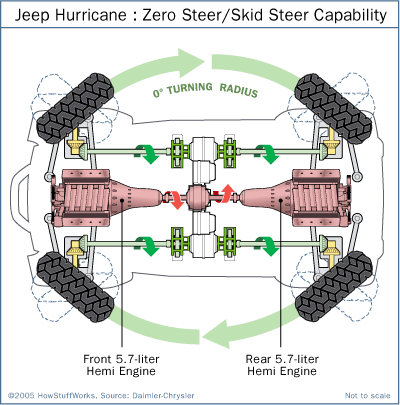 Jeep Hurricane : Zero Steer/Skid Steer Capability
0° TURNING RADIUS
Front 5.7-liter
Hemi Engine
Rear 5.7-liter
Hemi Engine
©2005 HowStuffWorks. Source: Daimler-Chrysler
Not to scale